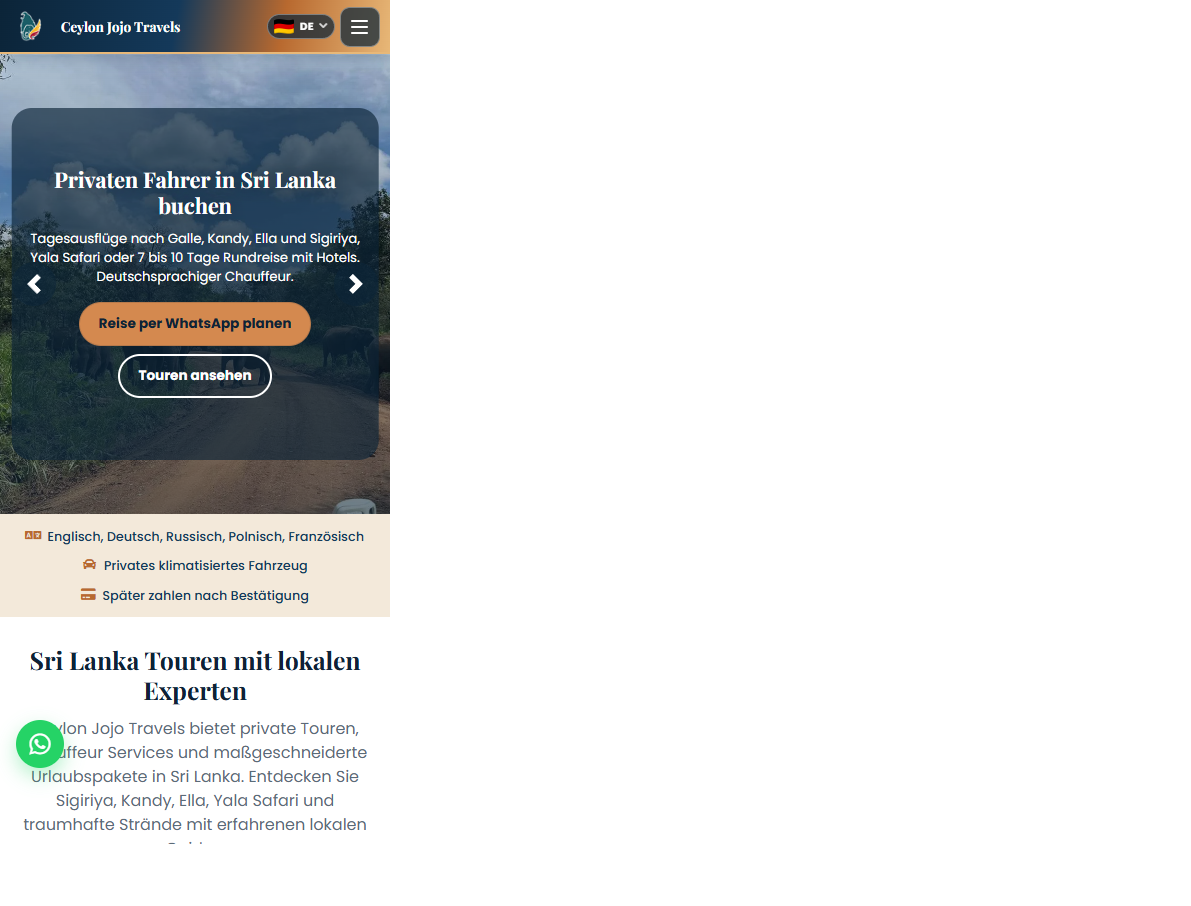 Ceylon Jojo Travels
DE
Privaten Fahrer in Sri Lanka
buchen
Tagesausflüge nach Galle, Kandy, Ella und Sigiriya,
Yala Safari oder 7 bis 10 Tage Rundreise mit Hotels.
Deutschsprachiger Chauffeur.
Reise per WhatsApp planen
Touren ansehen
Englisch, Deutsch, Russisch, Polnisch, Französisch
Privates klimatisiertes Fahrzeug
Später zahlen nach Bestätigung
Sri Lanka Touren mit lokalen
Experten
Jojo Travels bietet private Touren,
Services und maßgeschneiderte
Urlaubspakete in Sri Lanka. Entdecken Sie
Sigiriya, Kandy, Ella, Yala Safari und
traumhafte Strände mit erfahrenen lokalen